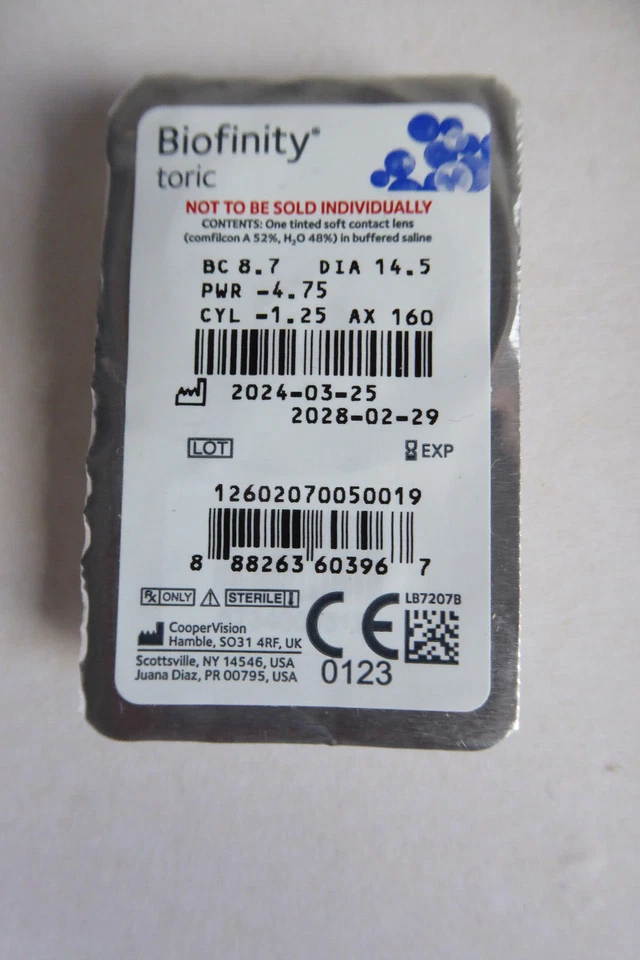 Biofinity®
toric
NOT TO BE SOLD INDIVIDUALLY
CONTENTS: One tinted soft contact lens
(comfilcon A 52%, H₂O 48%) in buffered saline
BC 8.7 DIA 14.5
PWR -4.75
CYL -1.25 AX 160
2024-03-25
2028-02-29
LOT EXP
12602070050019
8 88263 60396 7
Rx ONLY STERILE
LB7207B
CooperVision
Hamble, SO31 4RF, UK
Scottsville, NY 14546, USA
Juana Diaz, PR 00795, USA
CE
0123